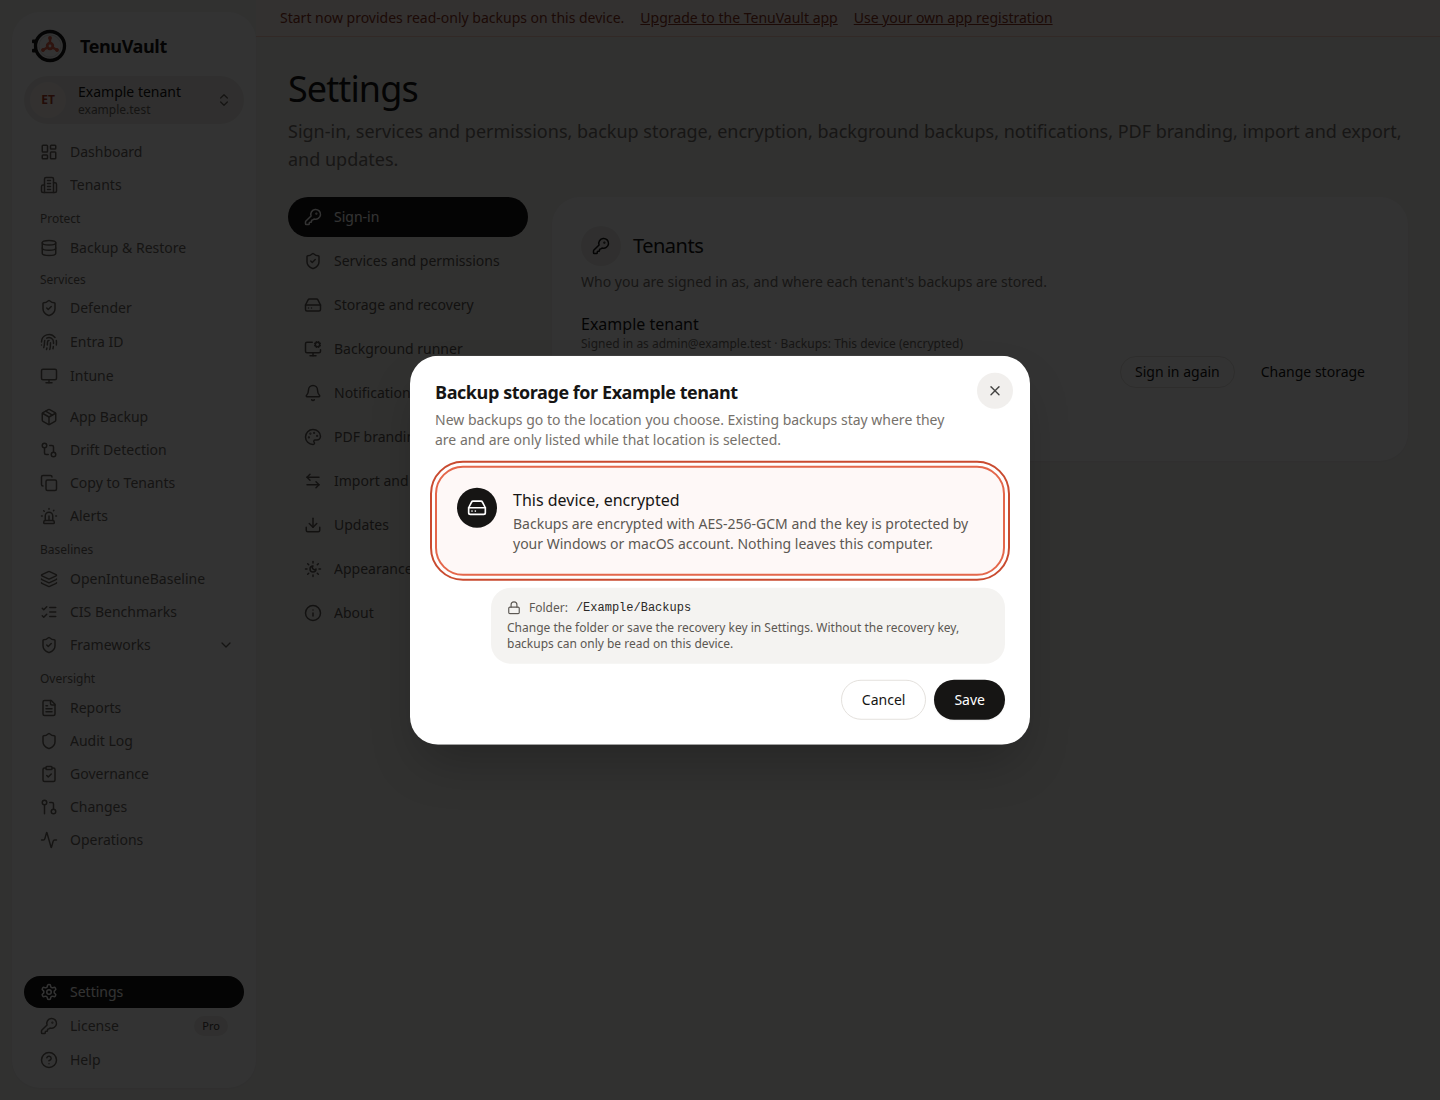 Start now provides read-only backups on this device. Upgrade to the TenuVault app Use your own app registration
TenuVault
ET
Example tenant
example.test
Dashboard
Tenants
Protect
Backup & Restore
Services
Defender
Entra ID
Intune
App Backup
Drift Detection
Copy to Tenants
Alerts
Baselines
OpenIntuneBaseline
CIS Benchmarks
Frameworks
Oversight
Reports
Audit Log
Governance
Changes
Operations
Settings
License
Pro
Help
Settings
Sign-in, services and permissions, backup storage, encryption, background backups, notifications, PDF branding, import and export,
and updates.
Sign-in
Services and permissions
Storage and recovery
Background runner
Notification
PDF brandin
Import and
Updates
Appearance
About
Tenants
Who you are signed in as, and where each tenant's backups are stored.
Example tenant
Signed in as admin@example.test · Backups: This device (encrypted)
Sign in again
Change storage
Backup storage for Example tenant
New backups go to the location you choose. Existing backups stay where they
are and are only listed while that location is selected.
This device, encrypted
Backups are encrypted with AES-256-GCM and the key is protected by
your Windows or macOS account. Nothing leaves this computer.
Folder: /Example/Backups
Change the folder or save the recovery key in Settings. Without the recovery key,
backups can only be read on this device.
Cancel
Save